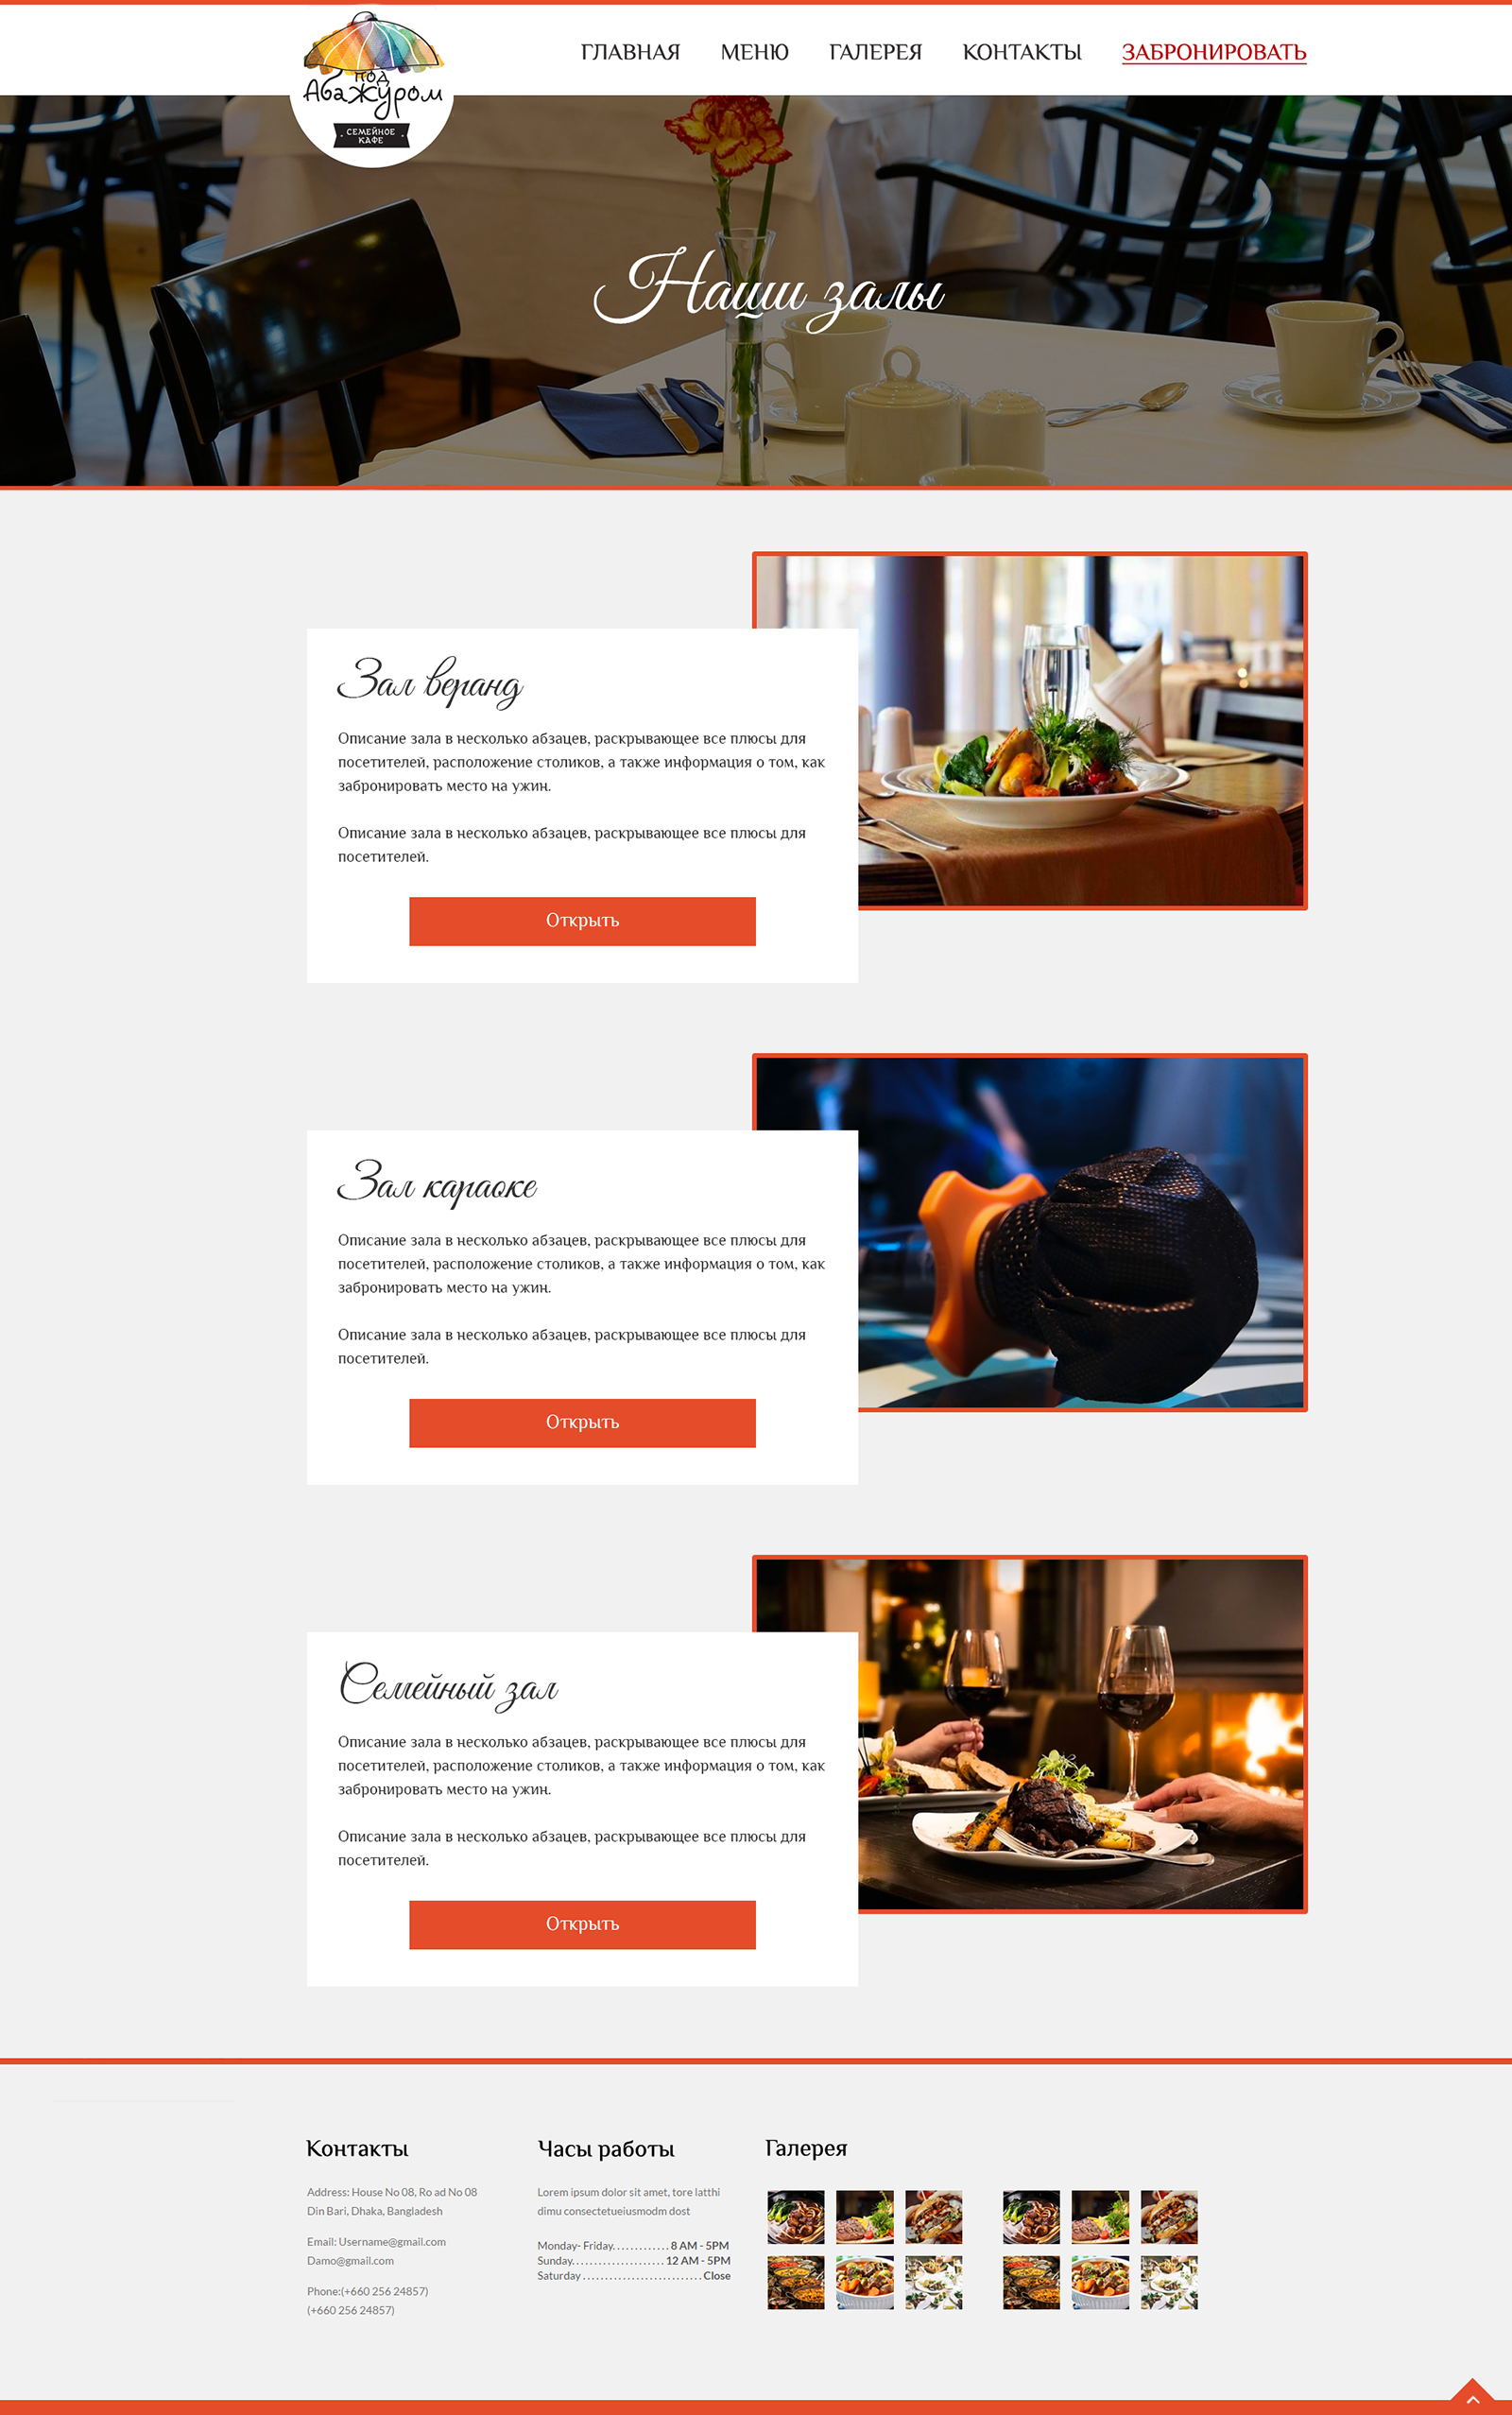 под
Абажуром
СЕМЕЙНОЕ
КАФЕ
ГЛАВНАЯ МЕНЮ ГАЛЕРЕЯ КОНТАКТЫ ЗАБРОНИРОВАТЬ
Наши залы
Зал веранд
Описание зала в несколько абзацев, раскрывающее все плюсы для
посетителей, расположение столиков, а также информация о том, как
забронировать место на ужин.
Описание зала в несколько абзацев, раскрывающее все плюсы для
посетителей.
Открыть
Зал караоке
Описание зала в несколько абзацев, раскрывающее все плюсы для
посетителей, расположение столиков, а также информация о том, как
забронировать место на ужин.
Описание зала в несколько абзацев, раскрывающее все плюсы для
посетителей.
Открыть
Семейный зал
Описание зала в несколько абзацев, раскрывающее все плюсы для
посетителей, расположение столиков, а также информация о том, как
забронировать место на ужин.
Описание зала в несколько абзацев, раскрывающее все плюсы для
посетителей.
Открыть
Контакты
Address: House No 08, Ro ad No 08
Din Bari, Dhaka, Bangladesh
Email: Username@gmail.com
Damo@gmail.com
Phone:(+660 256 24857)
(+660 256 24857)
Часы работы
Lorem ipsum dolor sit amet, tore latthi
dimu consectetueiusmodm dost
Monday- Friday.............8 AM - 5PM
Sunday.....................12 AM - 5PM
Saturday...........................Close
Галерея